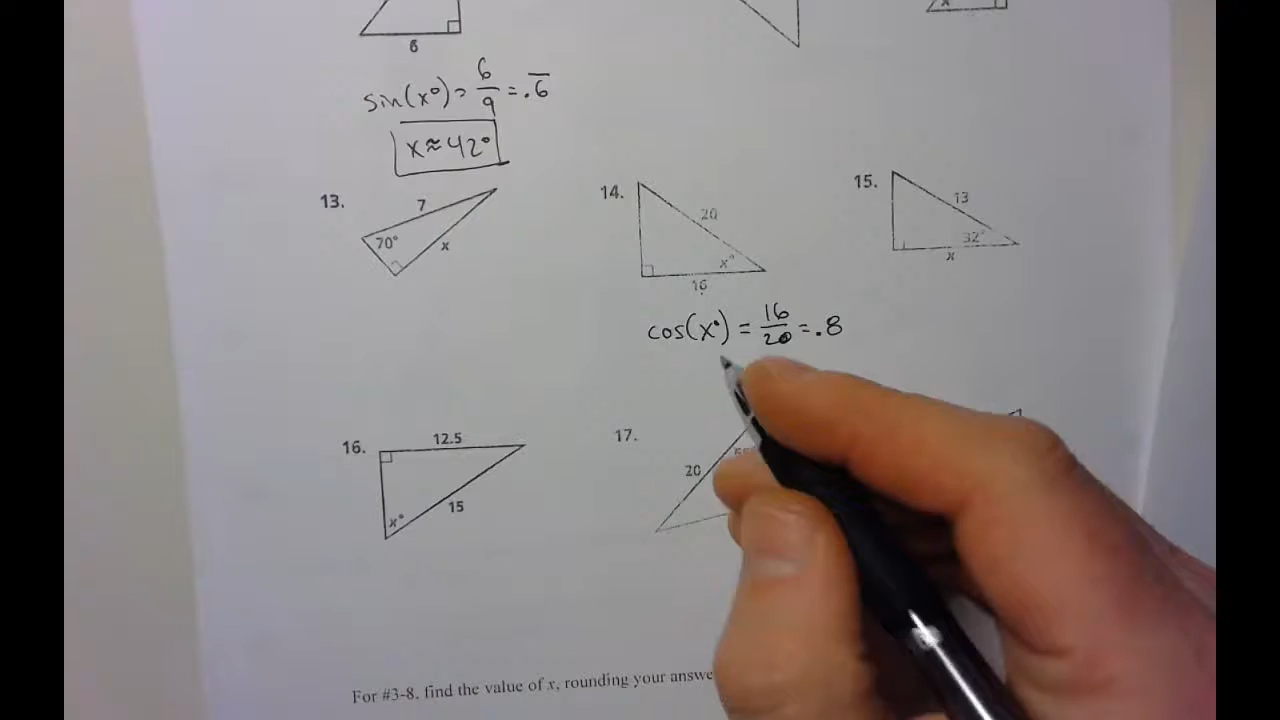 6
x
sin(x°) = 6/9 = .6̅
x ≈ 42°
13.
7
70°
x
14.
20
x°
16
15.
13
32°
x
cos(x°) = 16/20 = .8
16.
12.5
15
x°
17.
20
For #3-8. find the value of x, rounding your answe